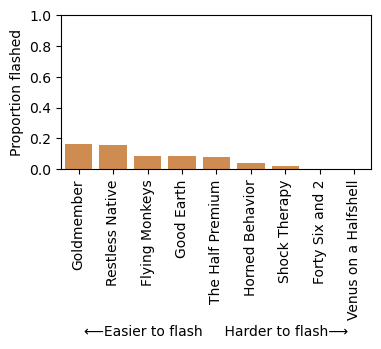 Proportion flashed
1.0
0.8
0.6
0.4
0.2
0.0
Goldmember
Restless Native
Flying Monkeys
Good Earth
The Half Premium
Horned Behavior
Shock Therapy
Forty Six and 2
Venus on a Halfshell
⟵Easier to flash
Harder to flash⟶